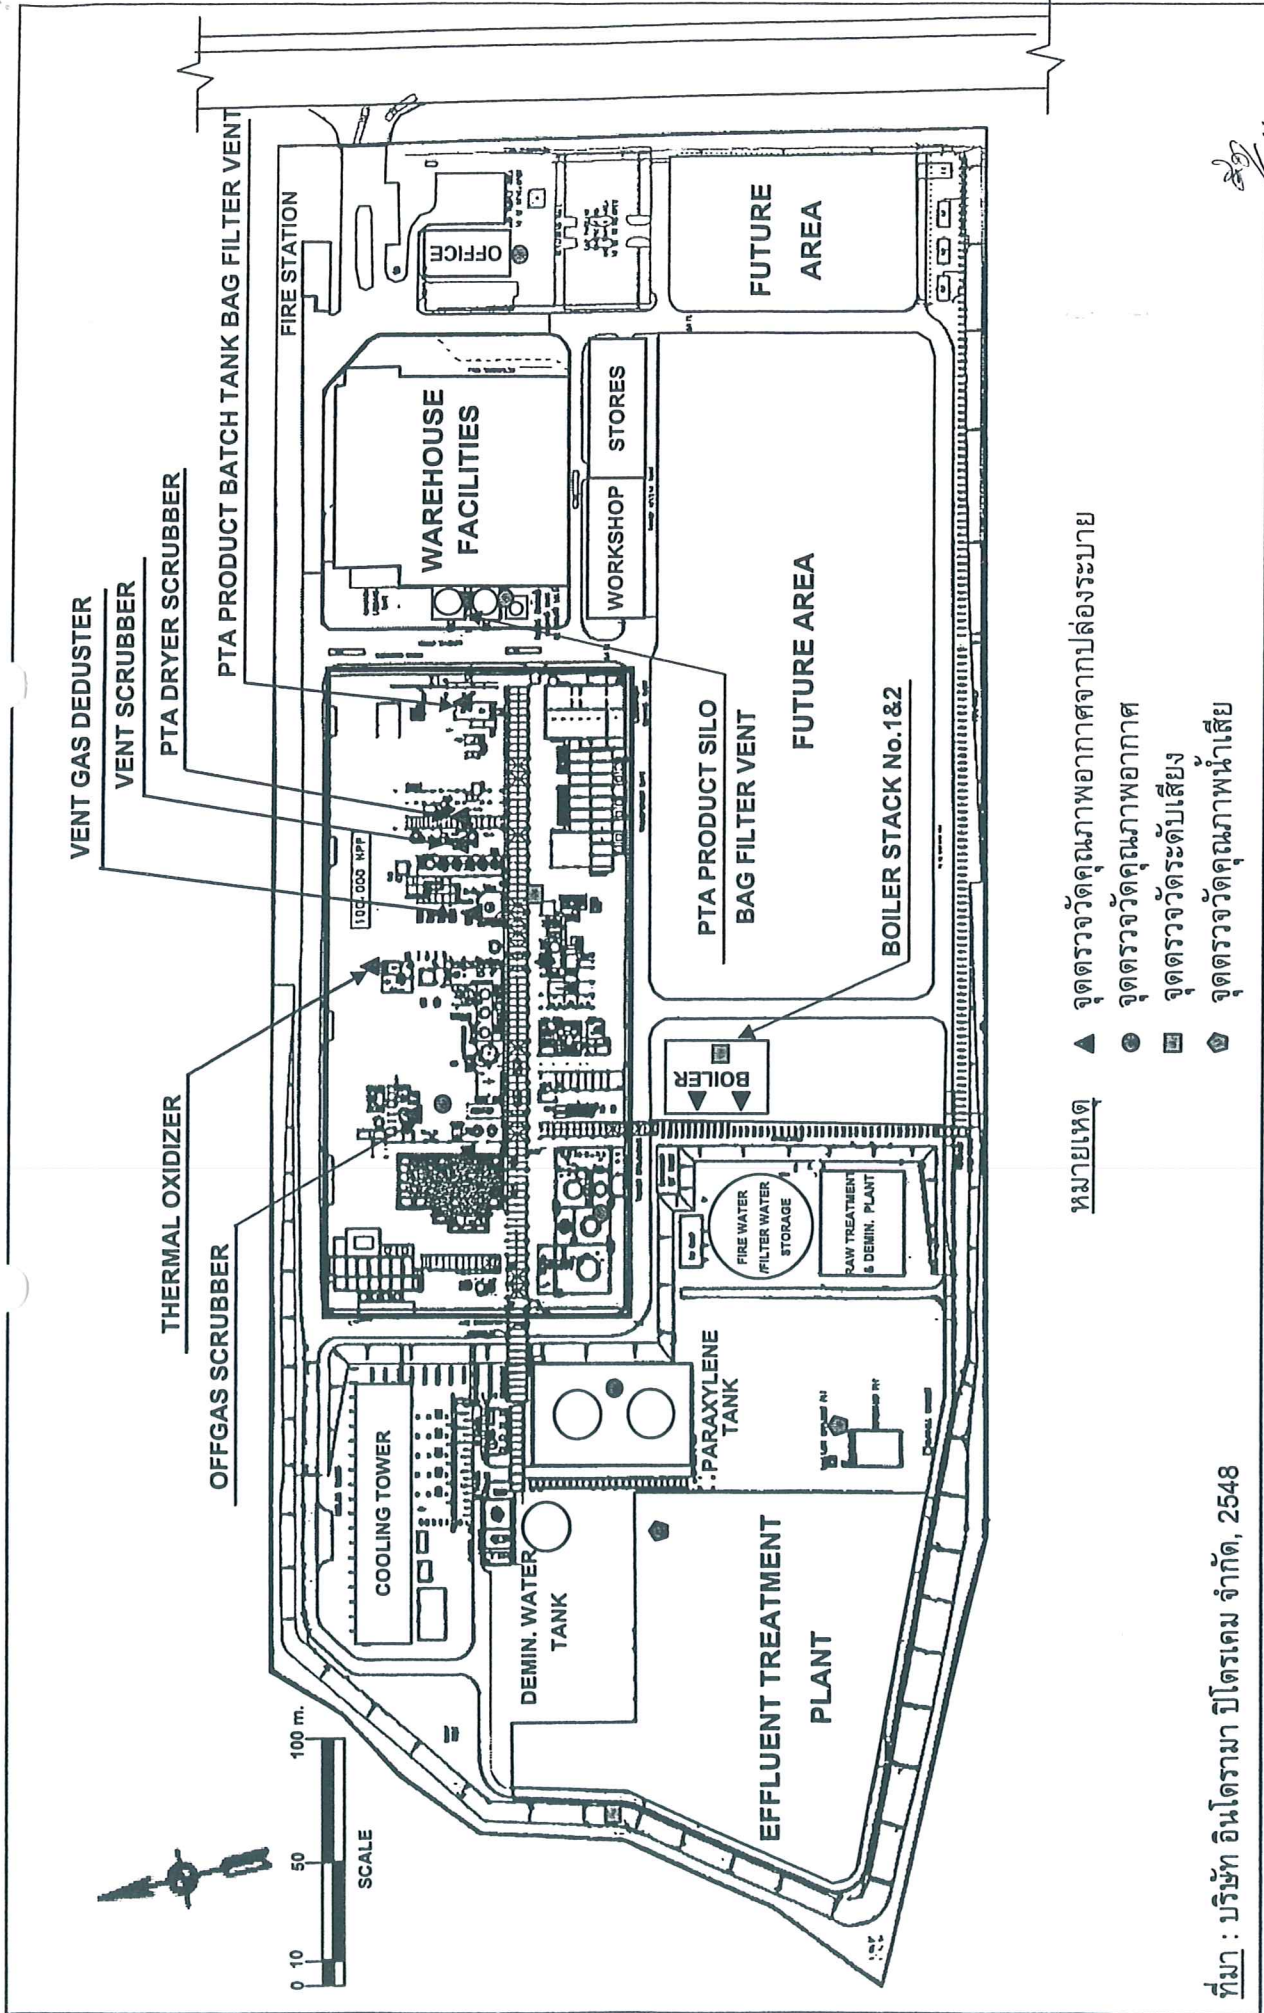 VENT GAS DEDUSTER
VENT SCRUBBER
PTA DRYER SCRUBBER
PTA PRODUCT BATCH TANK BAG FILTER VENT
THERMAL OXIDIZER
OFFGAS SCRUBBER
FIRE STATION
0 10 50 100 m.
SCALE
COOLING TOWER
OFFICE
WAREHOUSE
FACILITIES
DEMIN. WATER
TANK
PARAXYLENE
TANK
WORKSHOP
STORES
FIRE WATER
/FILTER WATER
STORAGE
RAW TREATMENT
& DEMIN. PLANT
BOILER
PTA PRODUCT SILO
BAG FILTER VENT
BOILER STACK No.1&2
FUTURE AREA
FUTURE
AREA
EFFLUENT TREATMENT
PLANT
หมายเหตุ
จุดตรวจวัดคุณภาพอากาศจากปล่องระบาย
จุดตรวจวัดคุณภาพอากาศ
จุดตรวจวัดระดับเสียง
จุดตรวจวัดคุณภาพน้ำเสีย
ที่มา : บริษัท อินโดรามา ปิโตรเคม จำกัด, 2548